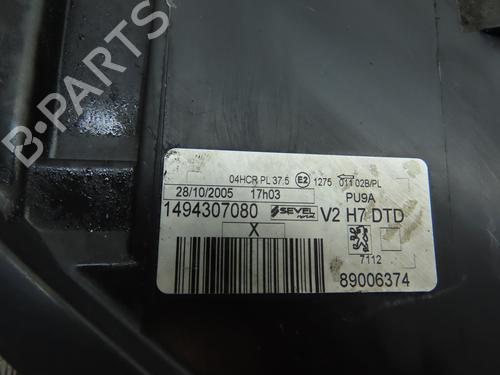 B-PARTS
04HCR PL 37.5 E2 1275 011 02B/PL
28/10/2005 17h03 PU9A
1494307080 SEVEL V2 H7 DTD
X
7112
89006374